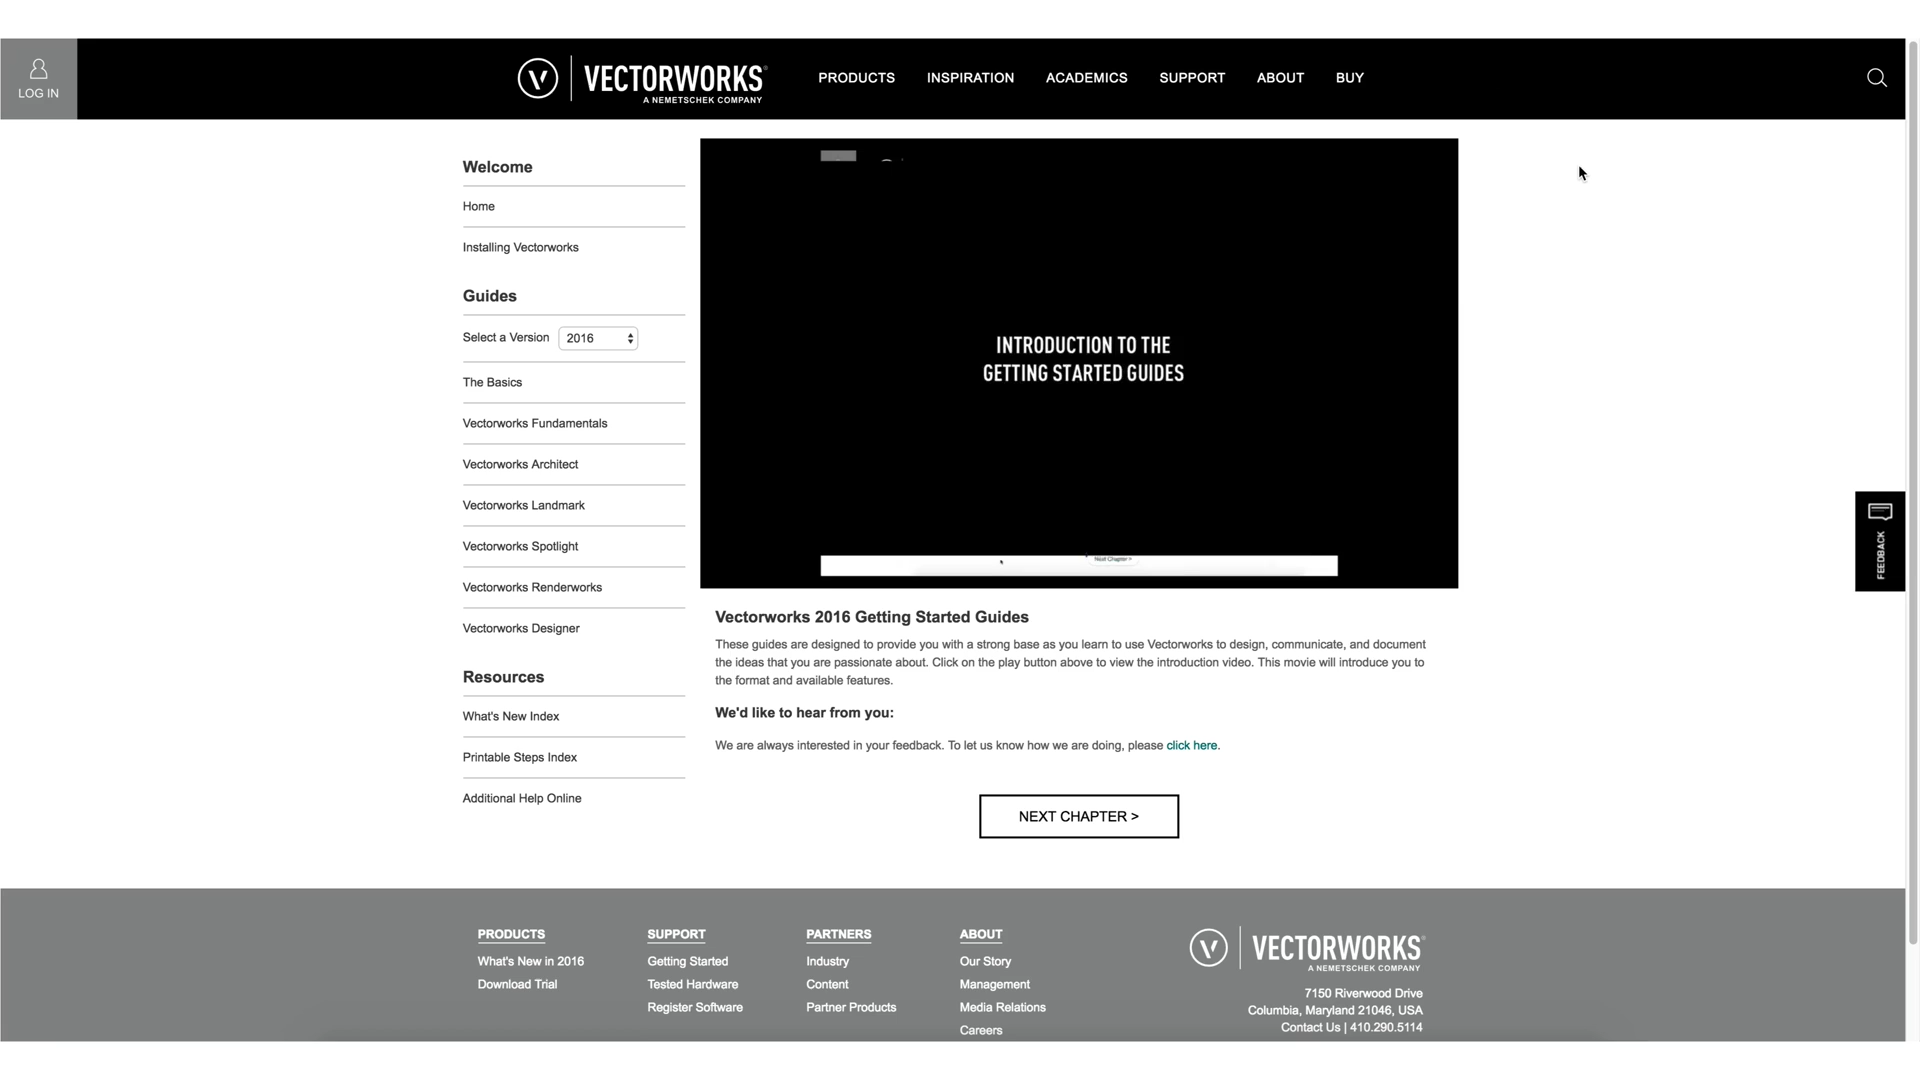 LOG IN
VECTORWORKS
A NEMETSCHEK COMPANY
PRODUCTS
INSPIRATION
ACADEMICS
SUPPORT
ABOUT
BUY
Welcome
Home
Installing Vectorworks
Guides
Select a Version 2016
The Basics
Vectorworks Fundamentals
Vectorworks Architect
Vectorworks Landmark
Vectorworks Spotlight
Vectorworks Renderworks
Vectorworks Designer
Resources
What's New Index
Printable Steps Index
Additional Help Online
INTRODUCTION TO THE
GETTING STARTED GUIDES
Next Chapter >
Vectorworks 2016 Getting Started Guides
These guides are designed to provide you with a strong base as you learn to use Vectorworks to design, communicate, and document
the ideas that you are passionate about. Click on the play button above to view the introduction video. This movie will introduce you to
the format and available features.
We'd like to hear from you:
We are always interested in your feedback. To let us know how we are doing, please click here.
NEXT CHAPTER >
FEEDBACK
PRODUCTS
What's New in 2016
Download Trial
SUPPORT
Getting Started
Tested Hardware
Register Software
PARTNERS
Industry
Content
Partner Products
ABOUT
Our Story
Management
Media Relations
Careers
VECTORWORKS
A NEMETSCHEK COMPANY
7150 Riverwood Drive
Columbia, Maryland 21046, USA
Contact Us | 410.290.5114